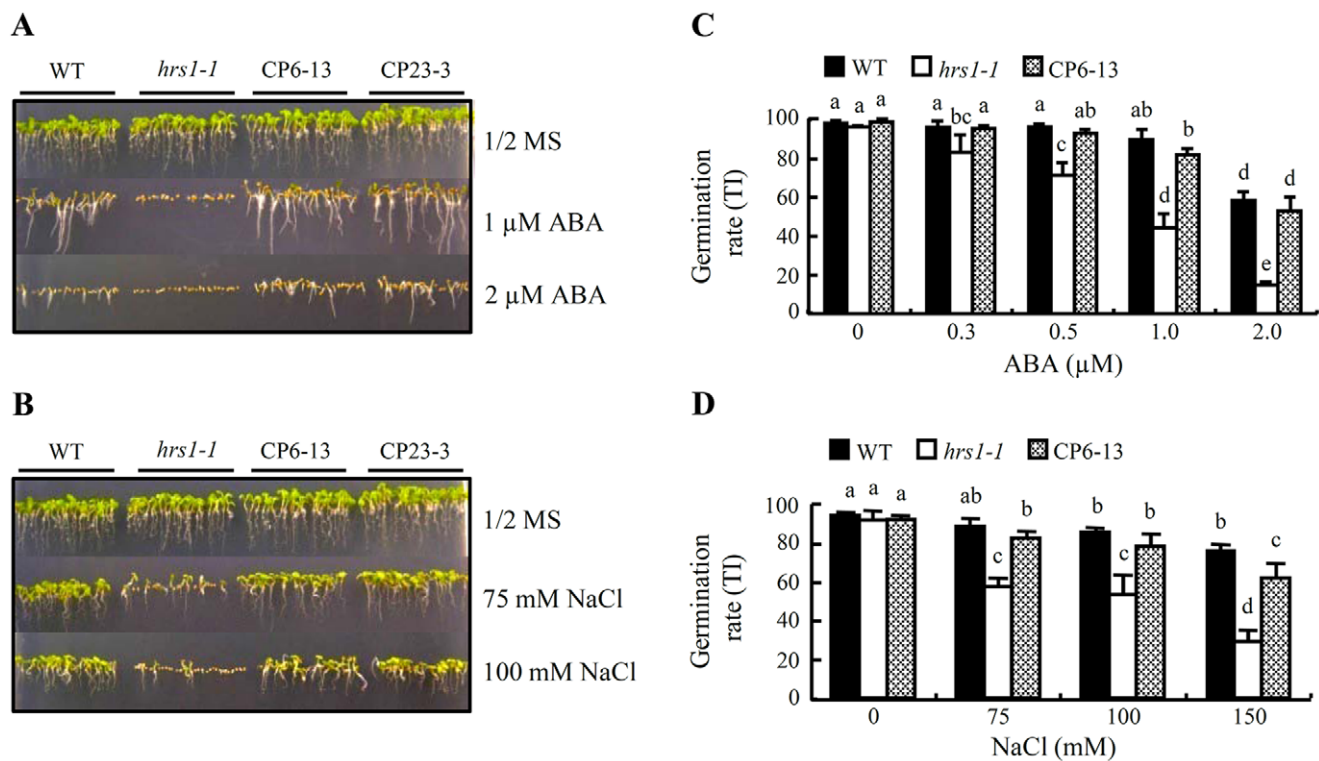 A
WT hrs1-1 CP6-13 CP23-3
1/2 MS
1 µM ABA
2 µM ABA
B
WT hrs1-1 CP6-13 CP23-3
1/2 MS
75 mM NaCl
100 mM NaCl
C
WT hrs1-1 CP6-13
a a a a bc a a c ab ab d b d e d
100
80
60
40
20
0
Germination
rate (TI)
0 0.3 0.5 1.0 2.0
ABA (µM)
D
WT hrs1-1 CP6-13
a a a ab c b b c b b d c
100
80
60
40
20
0
Germination
rate (TI)
0 75 100 150
NaCl (mM)